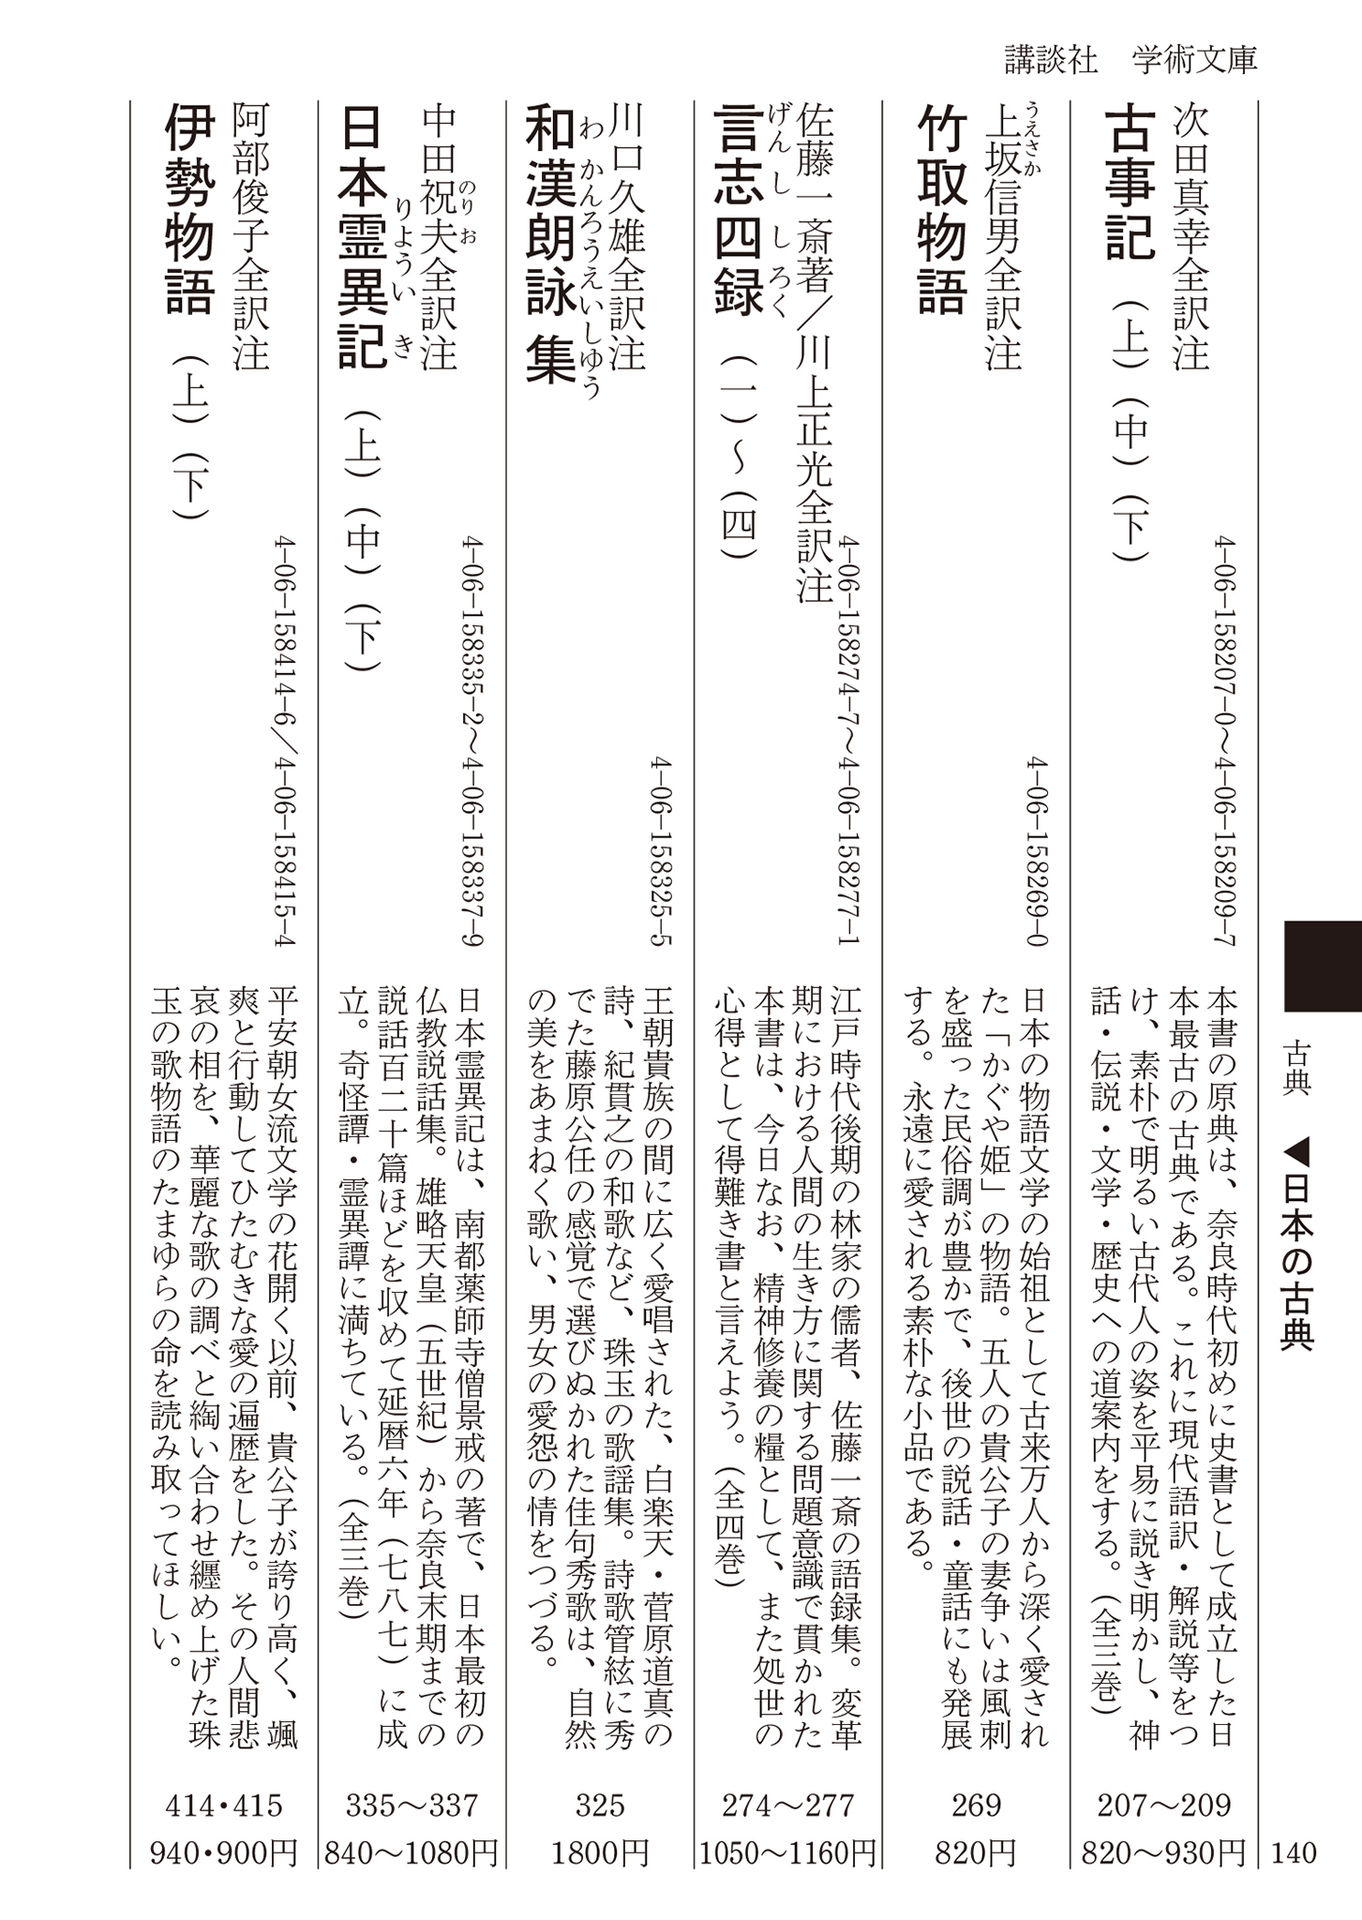 講談社　学術文庫
古典　◀日本の古典
140
次田真幸全訳注
古事記（上）（中）（下）
4-06-158207-0〜4-06-158209-7
本書の原典は、奈良時代初めに史書として成立した日
本最古の古典である。これに現代語訳・解説等をつ
け、素朴で明るい古代人の姿を平易に説き明かし、神
話・伝説・文学・歴史への道案内をする。（全三巻）
207〜209
820〜930円
うえさか
上坂信男全訳注
竹取物語
4-06-158269-0
日本の物語文学の始祖として古来万人から深く愛され
た「かぐや姫」の物語。五人の貴公子の妻争いは風刺
を盛った民俗調が豊かで、後世の説話・童話にも発展
する。永遠に愛される素朴な小品である。
269
820円
佐藤一斎著／川上正光全訳注
げんししろく
言志四録（一）〜（四）
4-06-158274-7〜4-06-158277-1
江戸時代後期の林家の儒者、佐藤一斎の語録集。変革
期における人間の生き方に関する問題意識で貫かれた
本書は、今日なお、精神修養の糧として、また処世の
心得として得難き書と言えよう。（全四巻）
274〜277
1050〜1160円
川口久雄全訳注
わかんろうえいしゆう
和漢朗詠集
4-06-158325-5
王朝貴族の間に広く愛唱された、白楽天・菅原道真の
詩、紀貫之の和歌など、珠玉の歌謡集。詩歌管絃に秀
でた藤原公任の感覚で選びぬかれた佳句秀歌は、自然
の美をあまねく歌い、男女の愛怨の情をつづる。
325
1800円
のりお
中田祝夫全訳注
りよういき
日本霊異記（上）（中）（下）
4-06-158335-2〜4-06-158337-9
日本霊異記は、南都薬師寺僧景戒の著で、日本最初の
仏教説話集。雄略天皇（五世紀）から奈良末期までの
説話百二十篇ほどを収めて延暦六年（七八七）に成
立。奇怪譚・霊異譚に満ちている。（全三巻）
335〜337
840〜1080円
阿部俊子全訳注
伊勢物語（上）（下）
4-06-158414-6／4-06-158415-4
平安朝女流文学の花開く以前、貴公子が誇り高く、颯
爽と行動してひたむきな愛の遍歴をした。その人間悲
哀の相を、華麗な歌の調べと綯い合わせ纒め上げた珠
玉の歌物語のたまゆらの命を読み取ってほしい。
414・415
940・900円